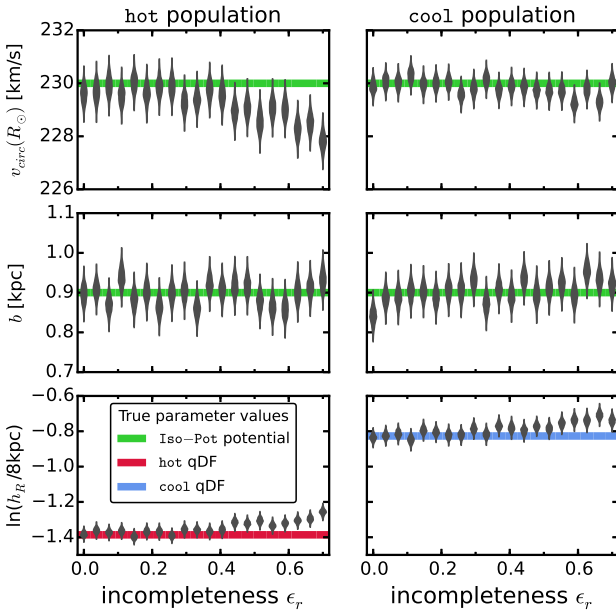 hot population
cool population
232
230
228
226
v_circ(R_⊙) [km/s]
1.1
1.0
0.9
0.8
0.7
b [kpc]
−0.6
−0.8
−1.0
−1.2
−1.4
ln(h_R/8kpc)
True parameter values
Iso−Pot potential
hot qDF
cool qDF
0.0 0.2 0.4 0.6
0.0 0.2 0.4 0.6
incompleteness ϵ_r
incompleteness ϵ_r